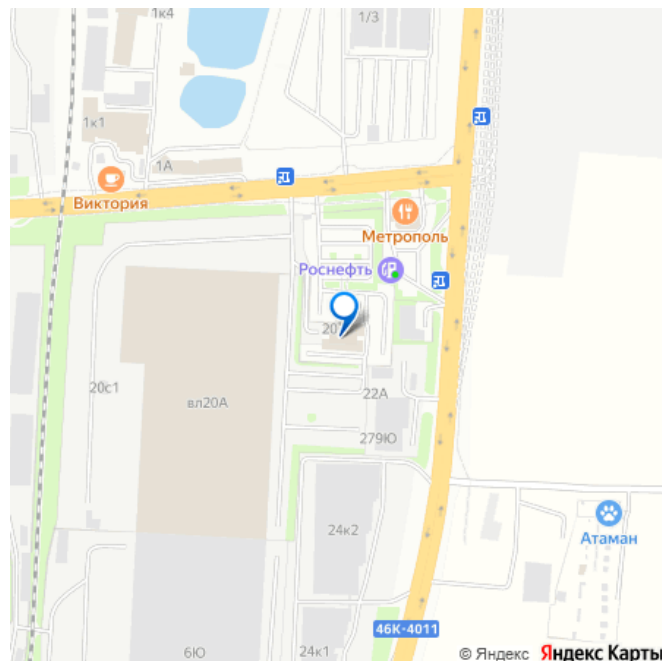 1к4
1/3
1к1
1А
Виктория
Метрополь
Роснефть
20
20с1
вл20А
22А
279Ю
24к2
Атаман
46К-4011
6Ю
24к1
© Яндекс Яндекс Карты